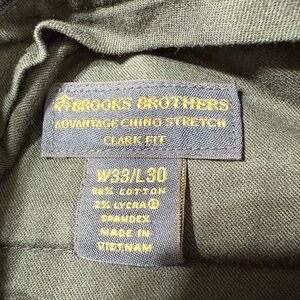 BROOKS BROTHERS
ADVANTAGE CHINO STRETCH
CLARK FIT
W33/L30
98% COTTON
2% LYCRA®
SPANDEX
MADE IN
VIETNAM